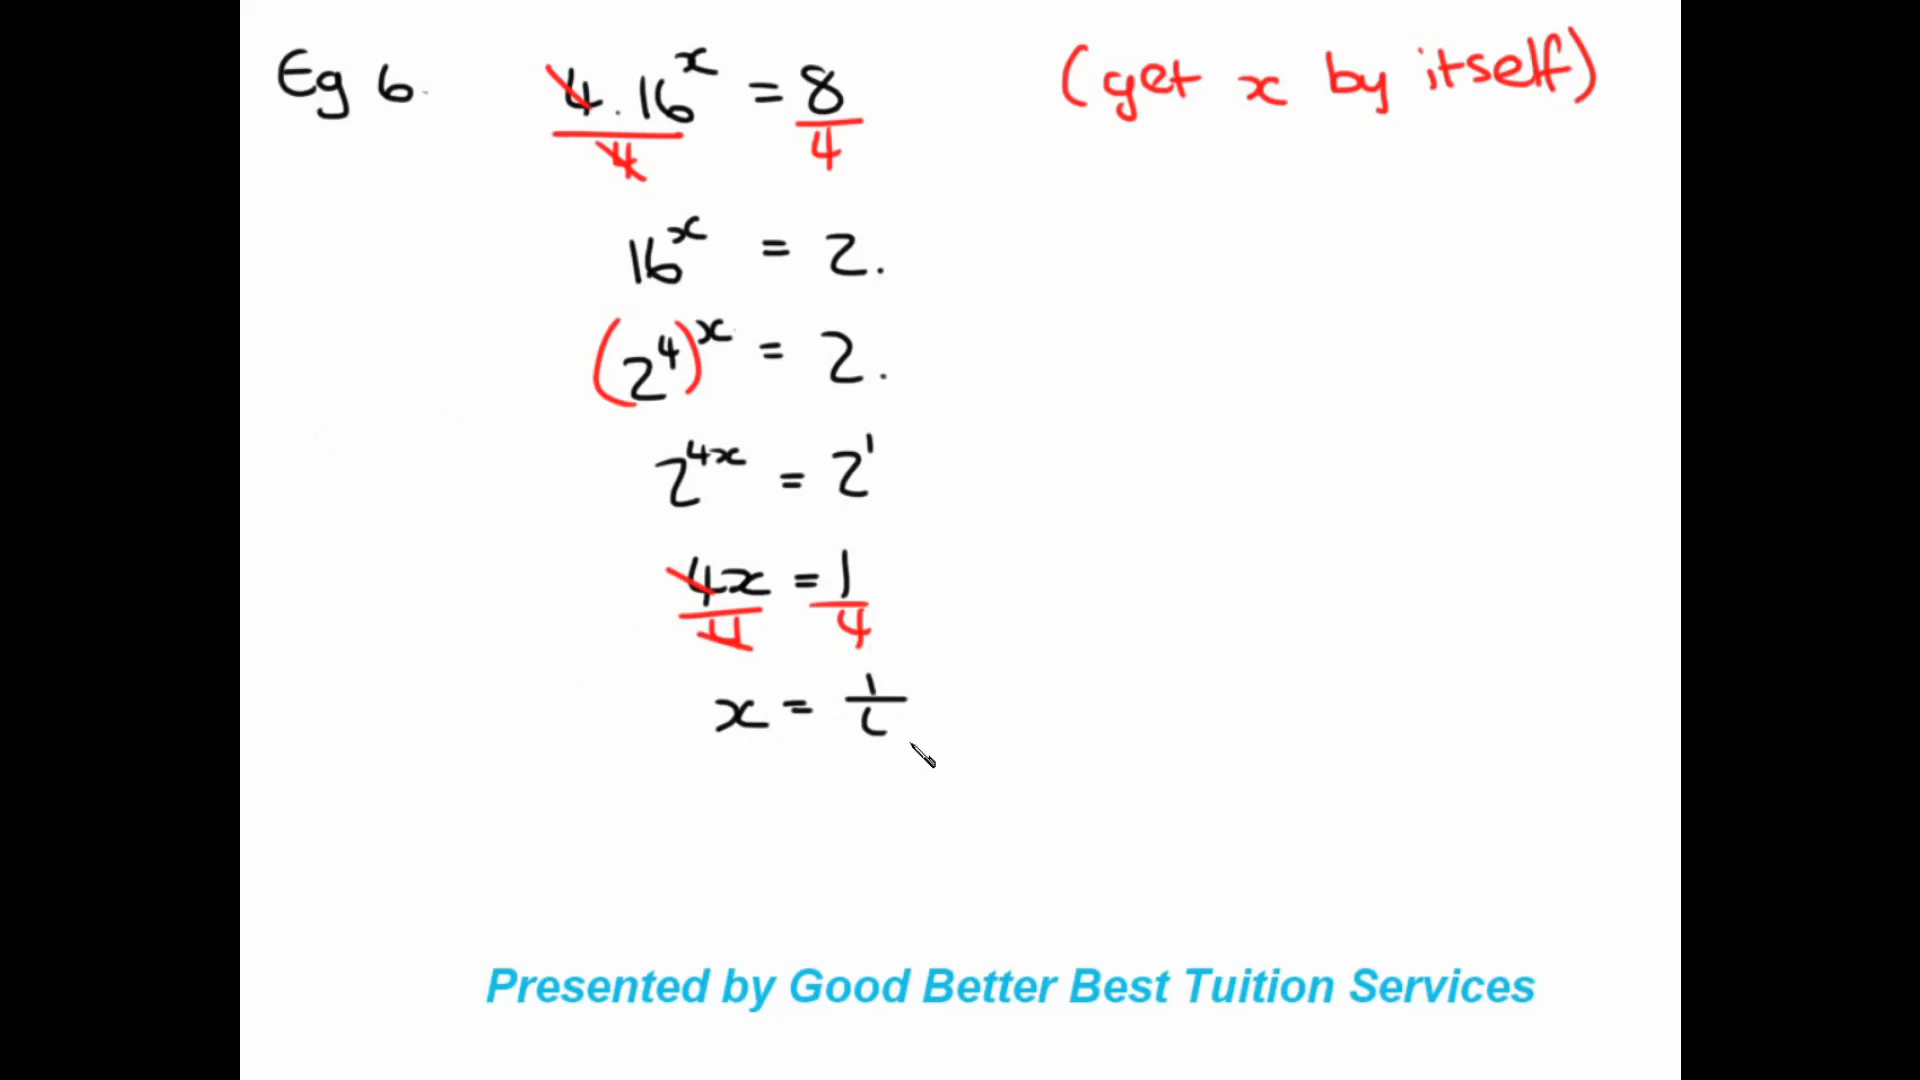 Eg 6. 4 . 16^x = 8 (get x by itself)
4 4
16^x = 2.
(2^4)^x = 2.
2^4x = 2^1
4x = 1
4 4
x = 1/
Presented by Good Better Best Tuition Services